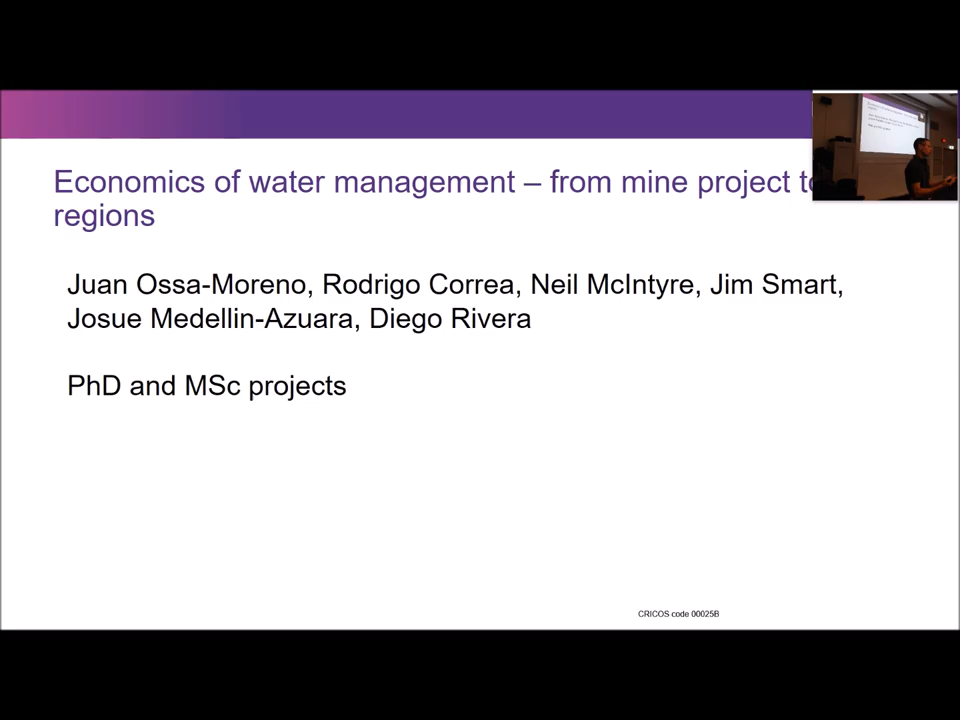 Economics of water management – from mine project to
regions
Juan Ossa-Moreno, Rodrigo Correa, Neil McIntyre, Jim Smart,
Josue Medellin-Azuara, Diego Rivera
PhD and MSc projects
CRICOS code 00025B